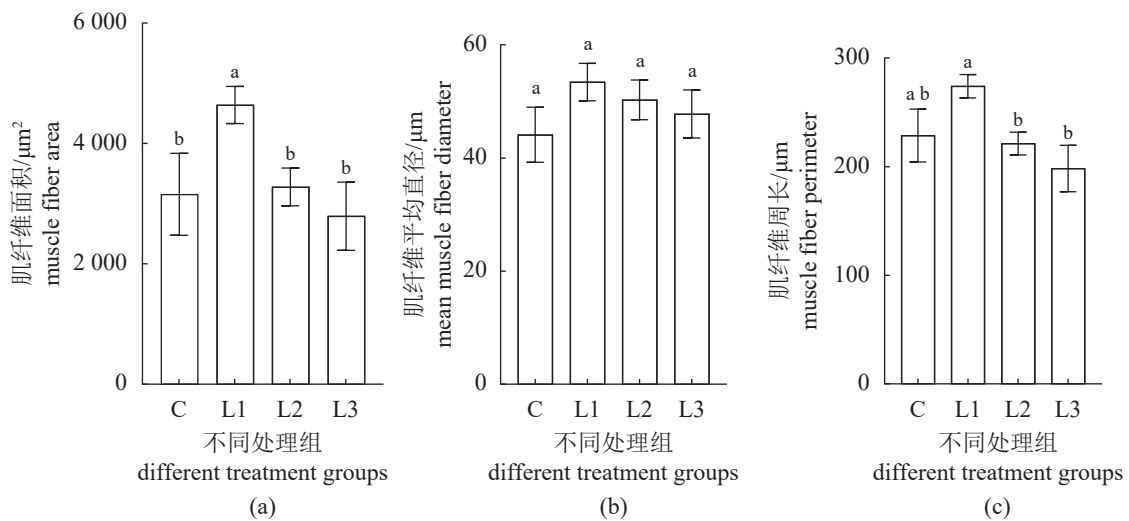 肌纤维面积/μm²
muscle fiber area
6 000
4 000
2 000
0
b
a
b
b
C L1 L2 L3
不同处理组
different treatment groups
(a)
肌纤维平均直径/μm
mean muscle fiber diameter
60
40
20
0
a
a
a
a
C L1 L2 L3
不同处理组
different treatment groups
(b)
肌纤维周长/μm
muscle fiber perimeter
300
200
100
0
a b
a
b
b
C L1 L2 L3
不同处理组
different treatment groups
(c)